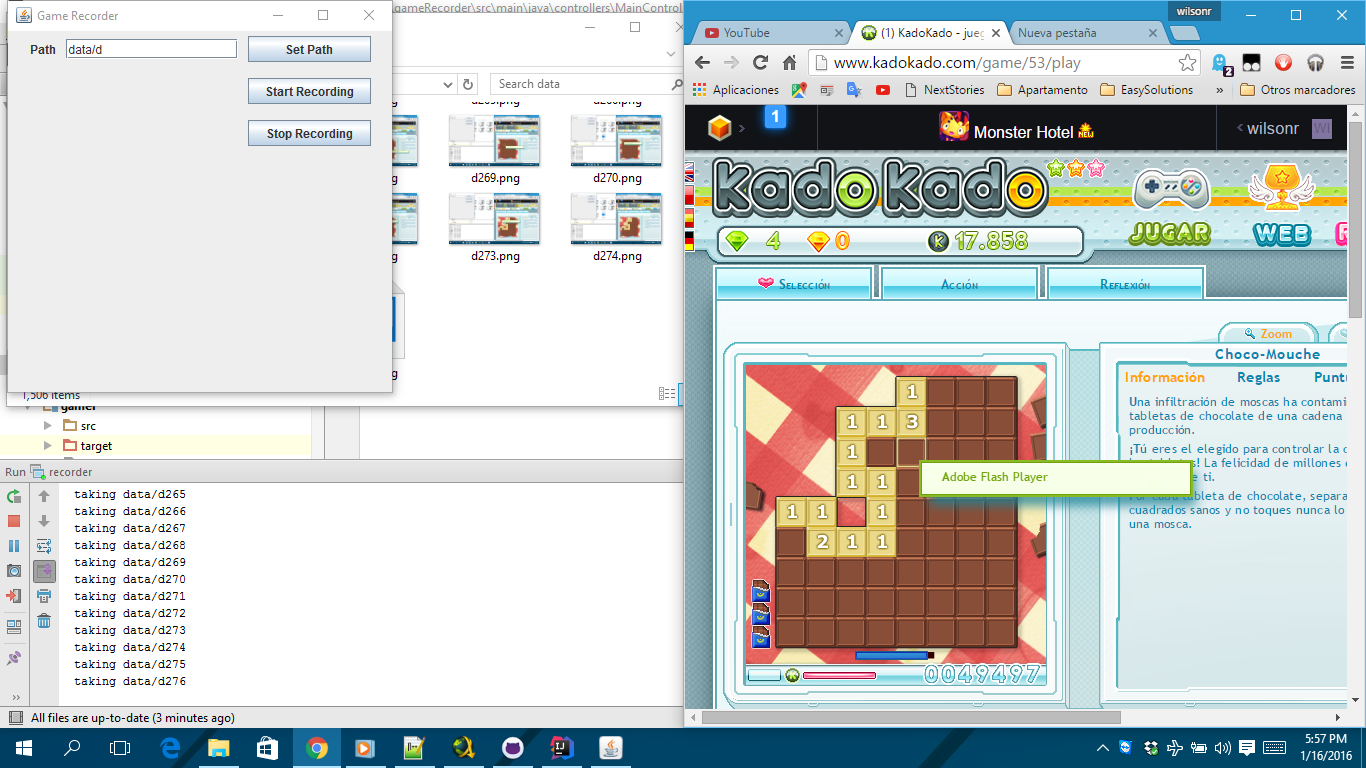 Game Recorder
Path data/d Set Path
Start Recording
Stop Recording
gameRecorder\src\main\java\controllers\MainControl
Search data
d269.png d270.png
d273.png d274.png
1,506 items
src
target
Run recorder
taking data/d265
taking data/d266
taking data/d267
taking data/d268
taking data/d269
taking data/d270
taking data/d271
taking data/d272
taking data/d273
taking data/d274
taking data/d275
taking data/d276
All files are up-to-date (3 minutes ago)
wilsonr
YouTube (1) KadoKado - jueg Nueva pestaña
www.kadokado.com/game/53/play
2
Aplicaciones NextStories Apartamento EasySolutions » Otros marcadores
1 Monster Hotel NEW wilsonr WI
KadoKado
4 0 K 17.858
JUGAR WEB
Selección Acción Reflexión
Zoom
Choco-Mouche
Información Reglas Puntu
Una infiltración de moscas ha contami
tabletas de chocolate de una cadena
producción.
¡Tú eres el elegido para controlar la c
La felicidad de millones
e ti.
tableta de chocolate, separa
cuadrados sanos y no toques nunca lo
una mosca.
Adobe Flash Player
1
1 1 3
1
1 1
1 1 1
2 1 1
0049497
5:57 PM
1/16/2016